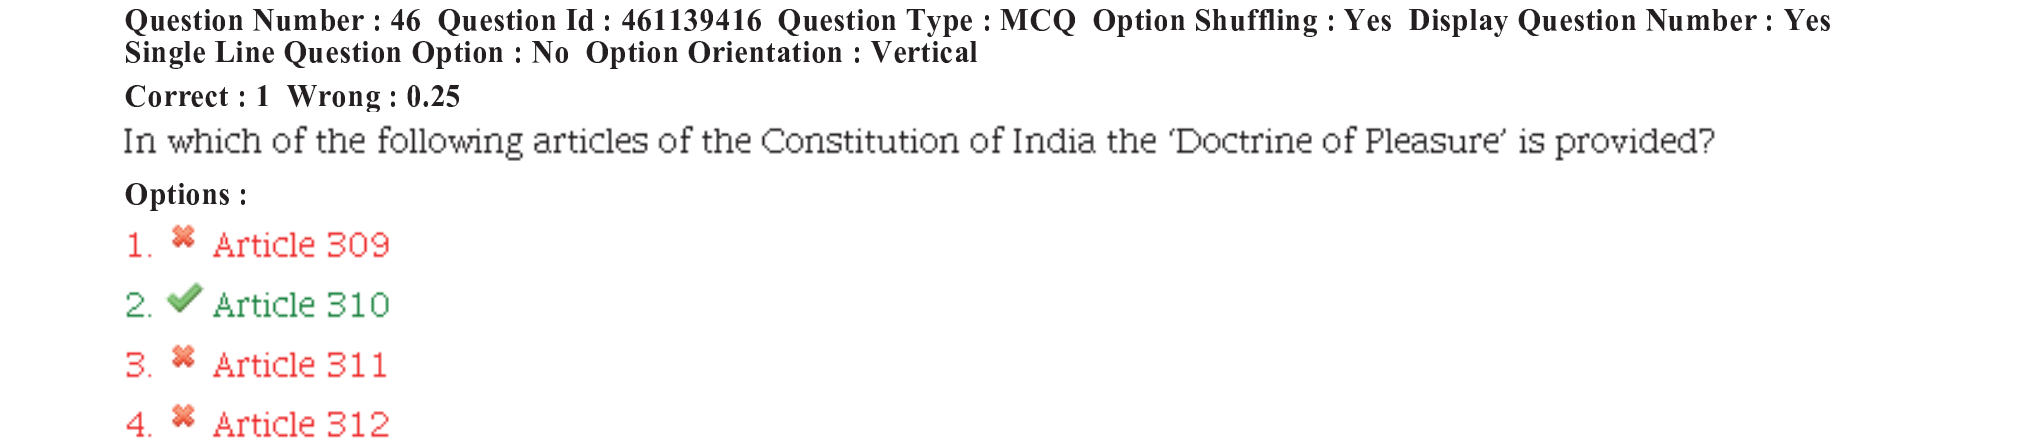 Question Number : 46 Question Id : 461139416 Question Type : MCQ Option Shuffling : Yes Display Question Number : Yes
Single Line Question Option : No Option Orientation : Vertical
Correct : 1 Wrong : 0.25
In which of the following articles of the Constitution of India the ‘Doctrine of Pleasure’ is provided?
Options :
1. Article 309
2. Article 310
3. Article 311
4. Article 312